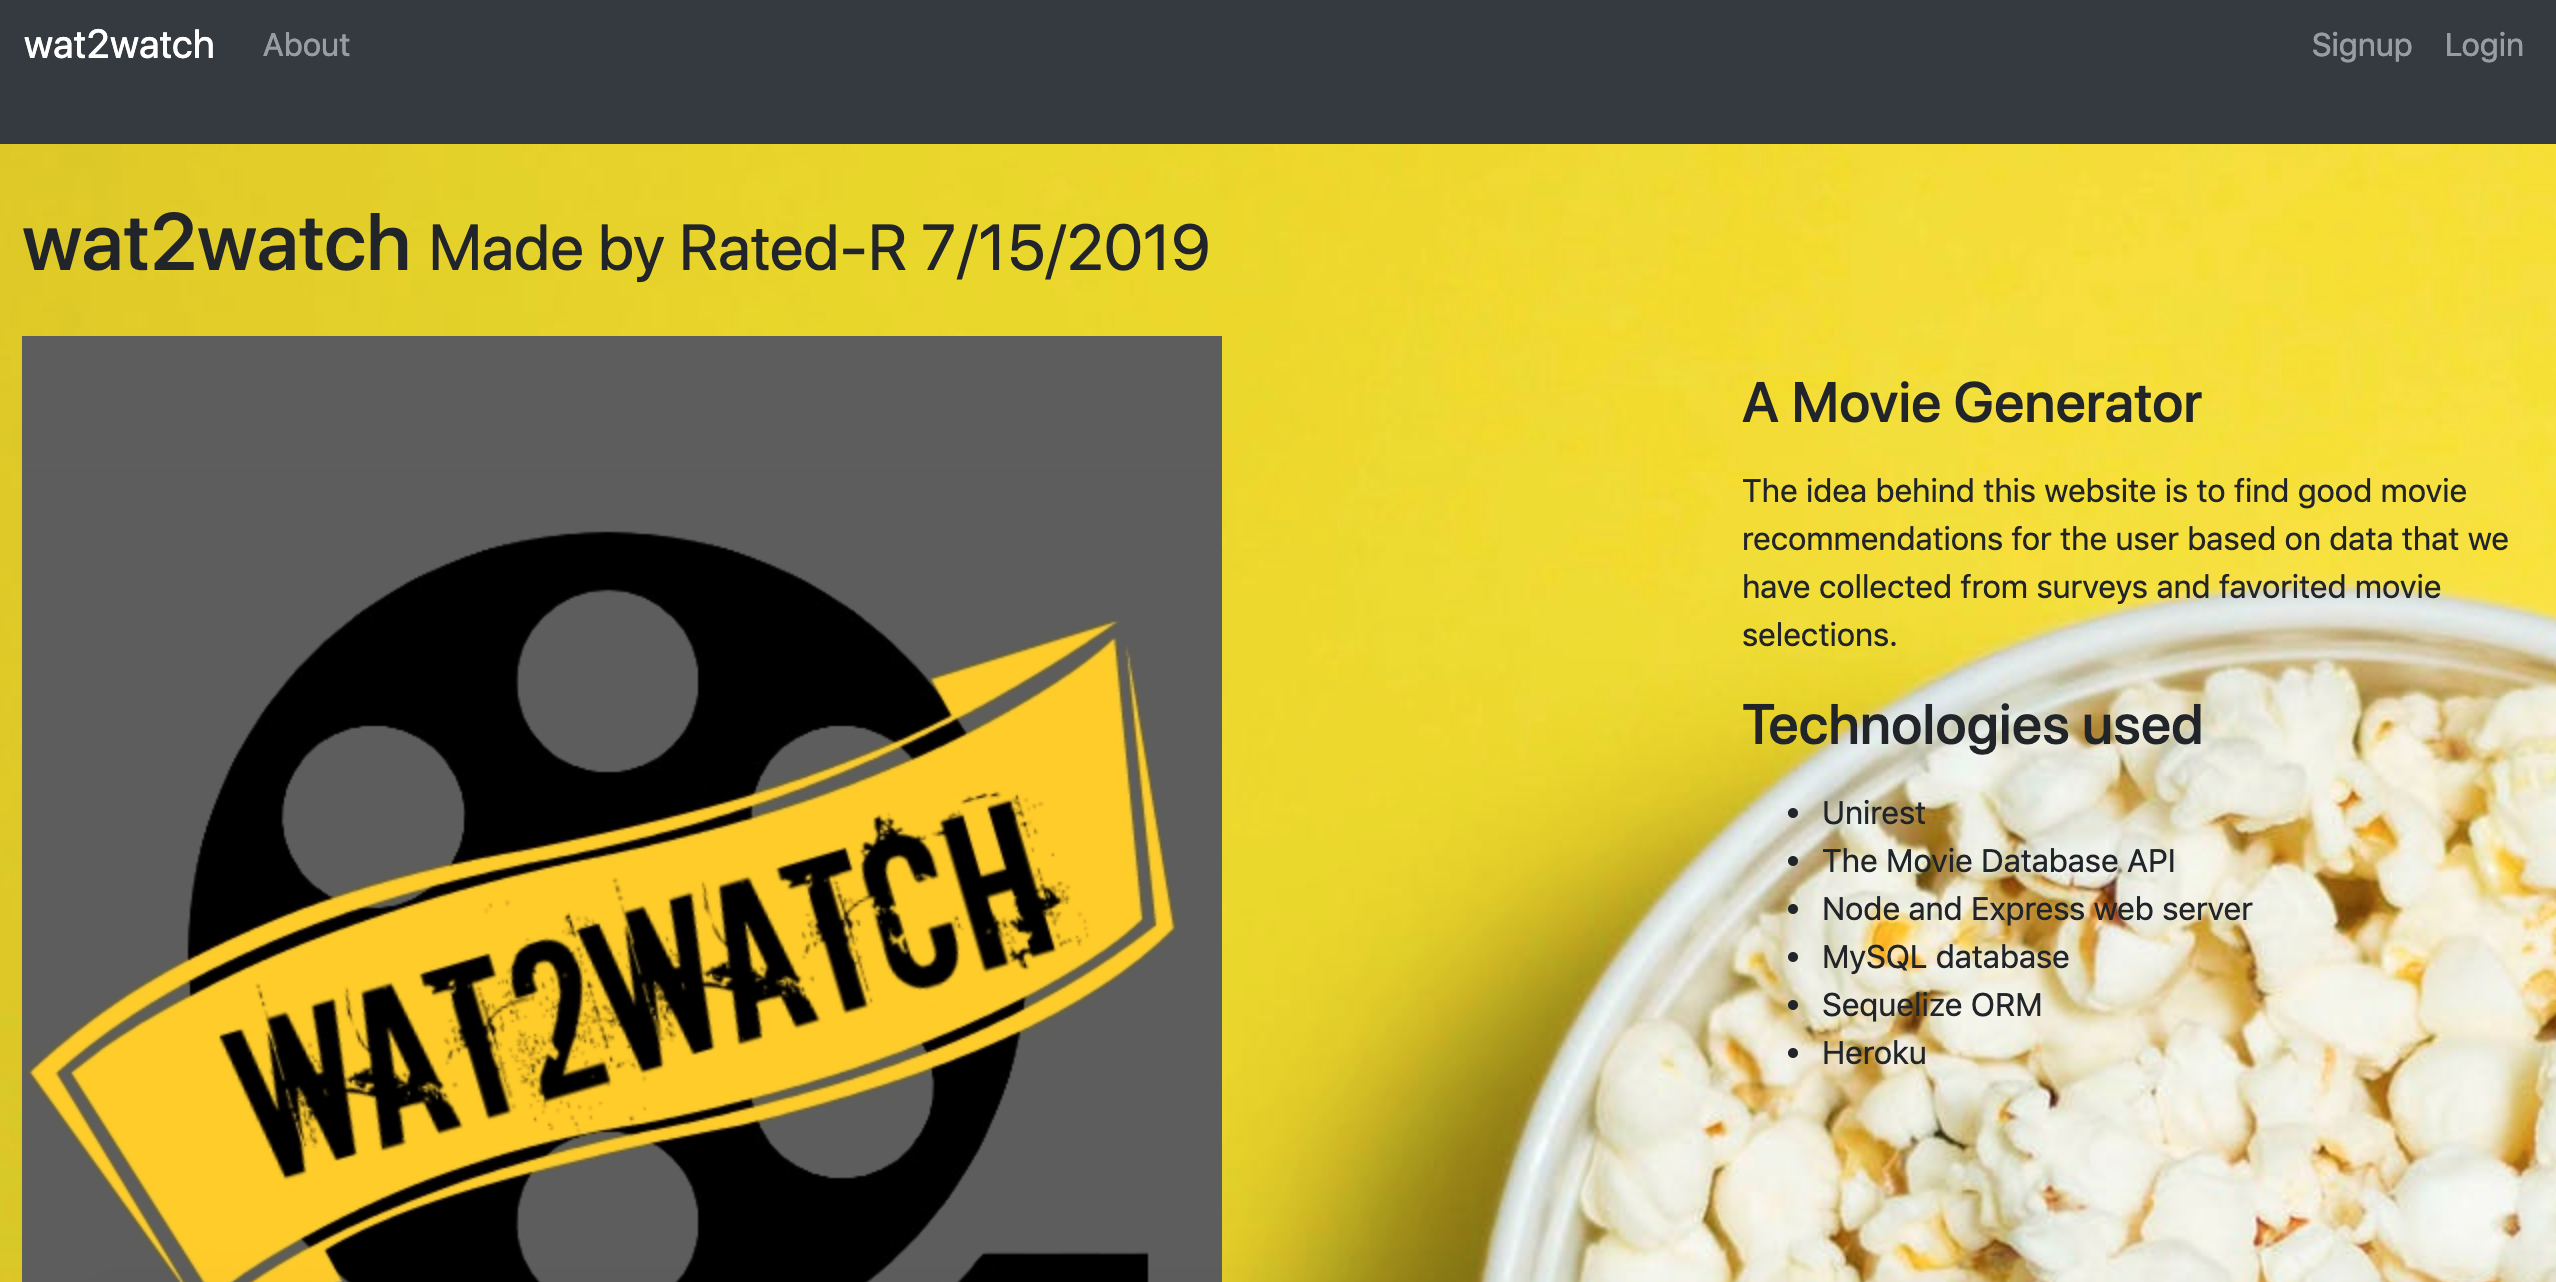 wat2watch About Signup Login
wat2watch Made by Rated-R 7/15/2019
WAT2WATCH
A Movie Generator
The idea behind this website is to find good movie
recommendations for the user based on data that we
have collected from surveys and favorited movie
selections.
Technologies used
• Unirest
• The Movie Database API
• Node and Express web server
• MySQL database
• Sequelize ORM
• Heroku